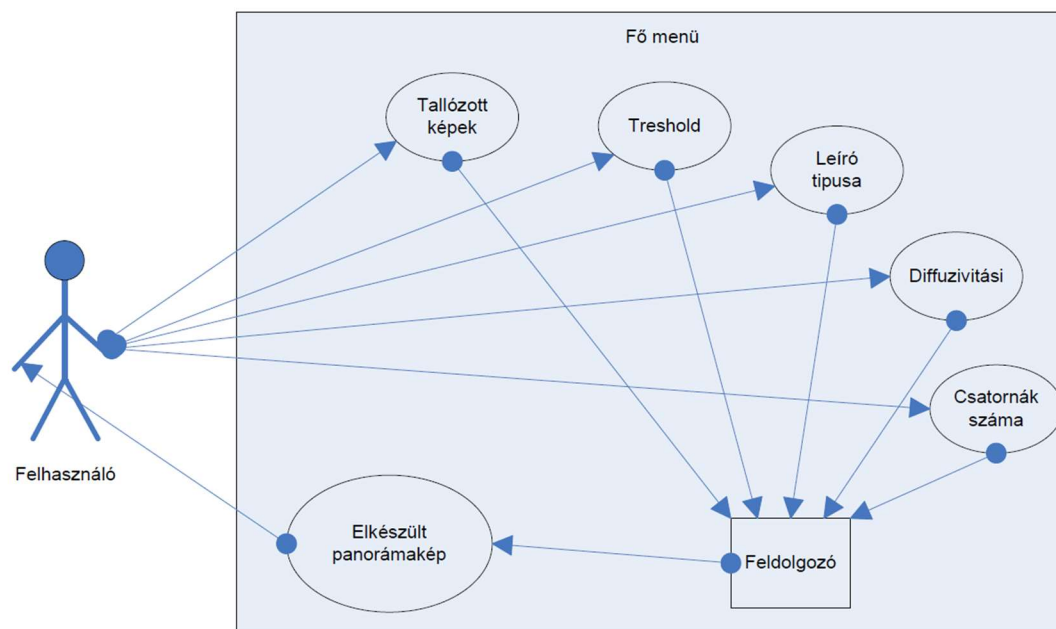 Fő menü
Tallózott
képek
Treshold
Leíró
tipusa
Diffuzivitási
Csatornák
száma
Felhasználó
Elkészült
panorámakép
Feldolgozó